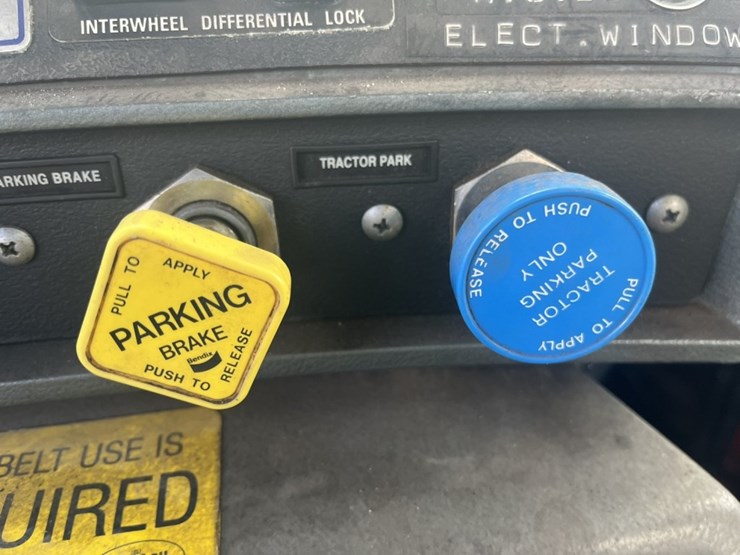 INTERWHEEL DIFFERENTIAL LOCK
ELECT. WINDOW
ARKING BRAKE
TRACTOR PARK
PULL TO APPLY
PARKING
BRAKE
Bendix
PUSH TO RELEASE
PULL TO APPLY
TRACTOR
PARKING
ONLY
PUSH TO RELEASE
BELT USE IS
UIRED